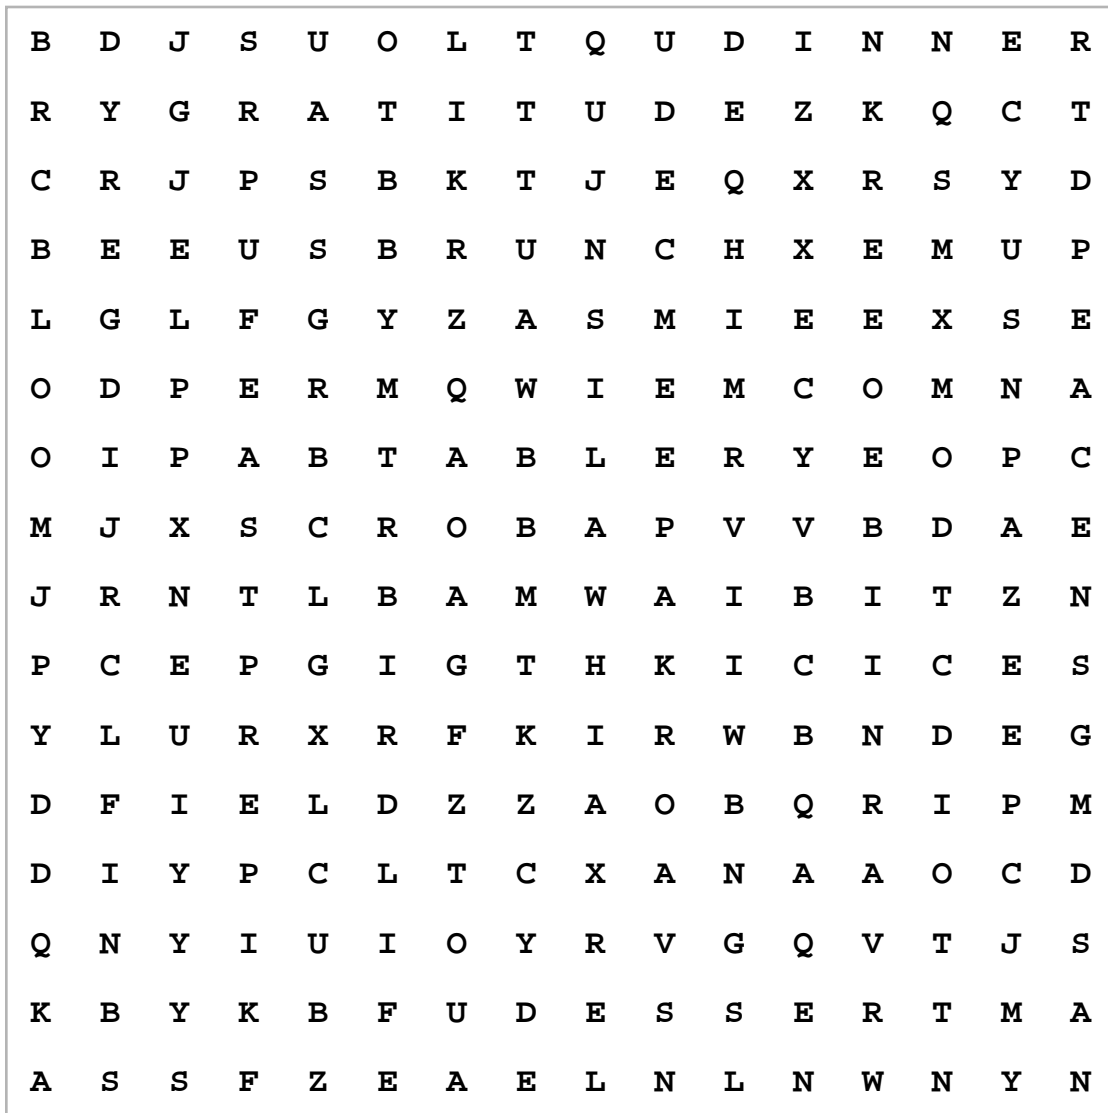 B D J S U O L T Q U D I N N E R
R Y G R A T I T U D E Z K Q C T
C R J P S B K T J E Q X R S Y D
B E E U S B R U N C H X E M U P
L G L F G Y Z A S M I E E X S E
O D P E R M Q W I E M C O M N A
O I P A B T A B L E R Y E O P C
M J X S C R O B A P V V B D A E
J R N T L B A M W A I B I T Z N
P C E P G I G T H K I C I C E S
Y L U R X R F K I R W B N D E G
D F I E L D Z Z A O B Q R I P M
D I Y P C L T C X A N A A O C D
Q N Y I U I O Y R V G Q V T J S
K B Y K B F U D E S S E R T M A
A S S F Z E A E L N L N W N Y N